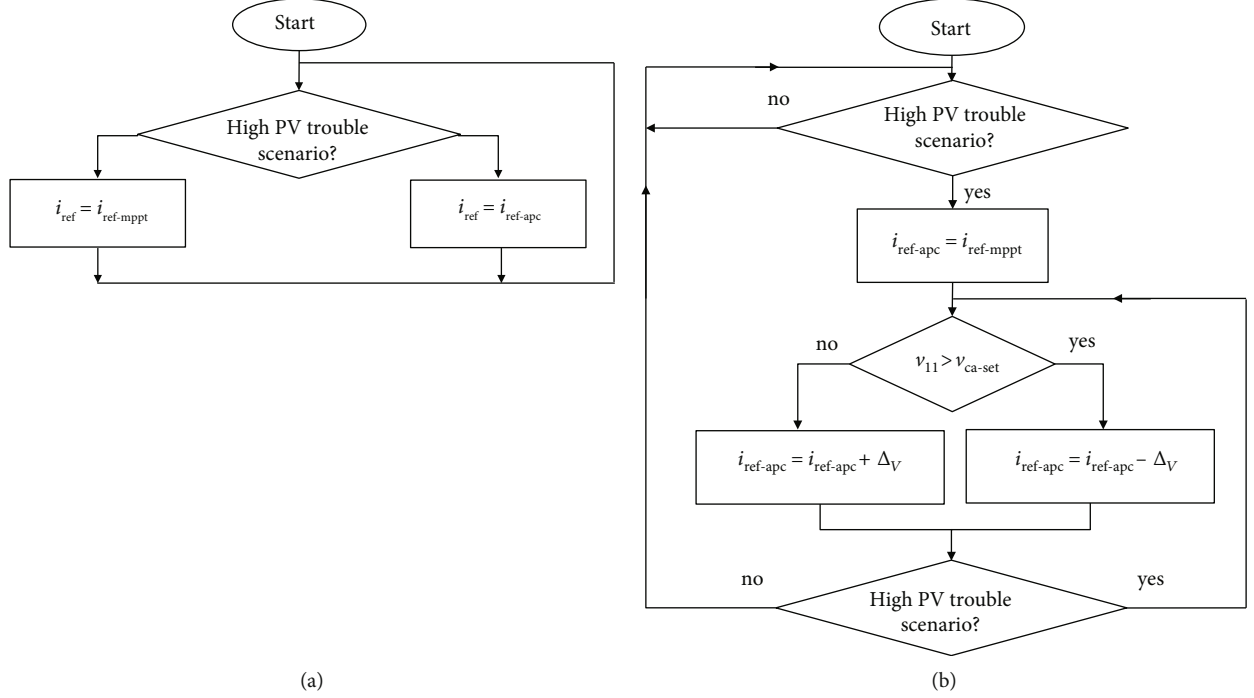 Start
High PV trouble
scenario?
i_ref = i_ref-mppt
i_ref = i_ref-apc
(a)
Start
no
High PV trouble
scenario?
yes
i_ref-apc = i_ref-mppt
no
v_11 > v_ca-set
yes
i_ref-apc = i_ref-apc + Δ_V
i_ref-apc = i_ref-apc − Δ_V
no
High PV trouble
scenario?
yes
(b)